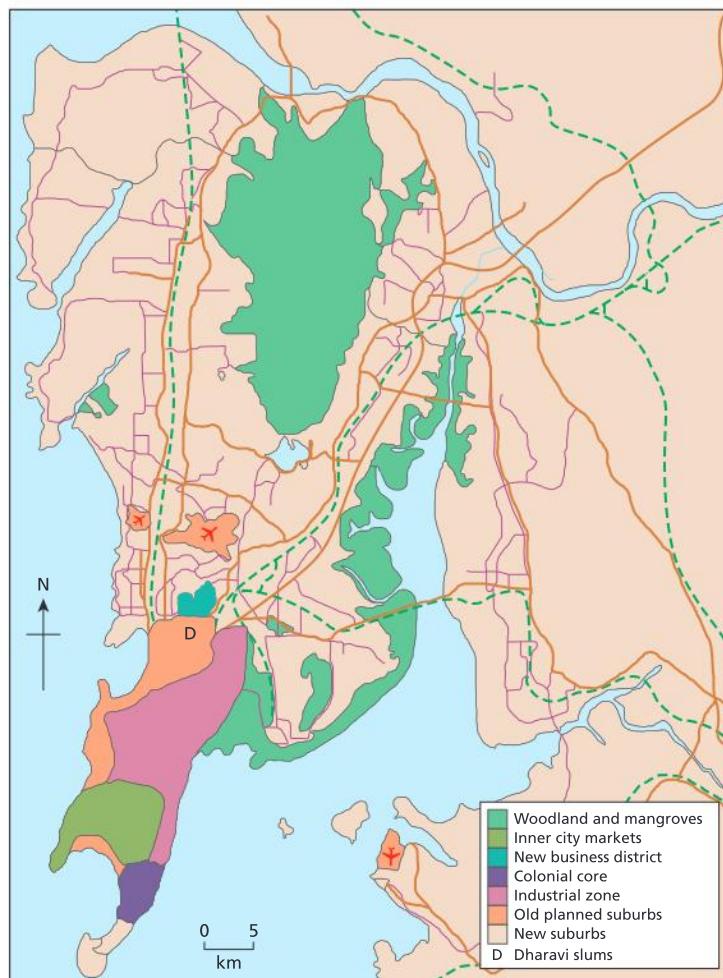 N
D
0 5
km
Woodland and mangroves
Inner city markets
New business district
Colonial core
Industrial zone
Old planned suburbs
New suburbs
D Dharavi slums